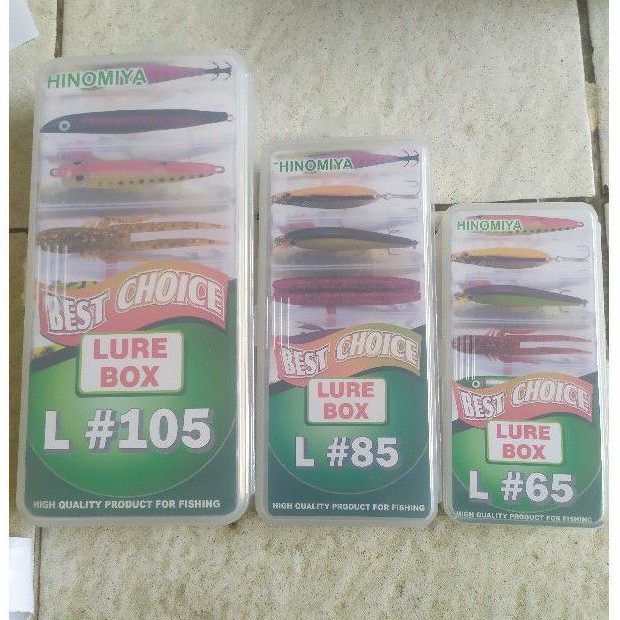 HINOMIYA
BEST CHOICE
LURE
BOX
L #105
HIGH QUALITY PRODUCT FOR FISHING
HINOMIYA
BEST CHOICE
LURE
BOX
L #85
HIGH QUALITY PRODUCT FOR FISHING
HINOMIYA
BEST CHOICE
LURE
BOX
L #65
HIGH QUALITY PRODUCT FOR FISHING